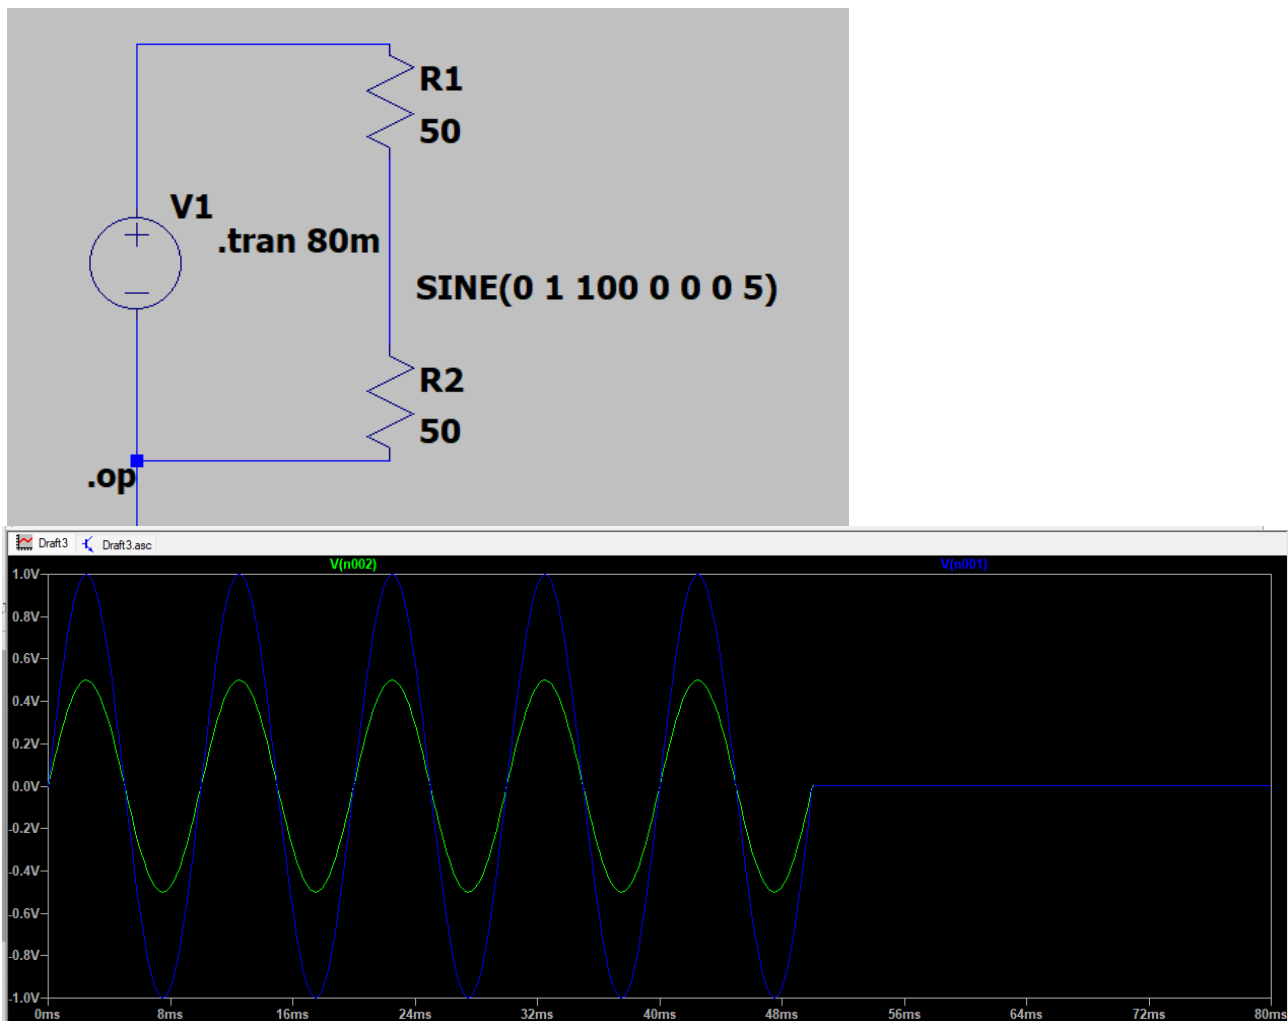 R1
50
V1
.tran 80m
SINE(0 1 100 0 0 0 5)
R2
50
.op
Draft3
Draft3.asc
V(n002)
V(n001)
1.0V
0.8V
0.6V
0.4V
0.2V
0.0V
-0.2V
-0.4V
-0.6V
-0.8V
-1.0V
0ms
8ms
16ms
24ms
32ms
40ms
48ms
56ms
64ms
72ms
80ms